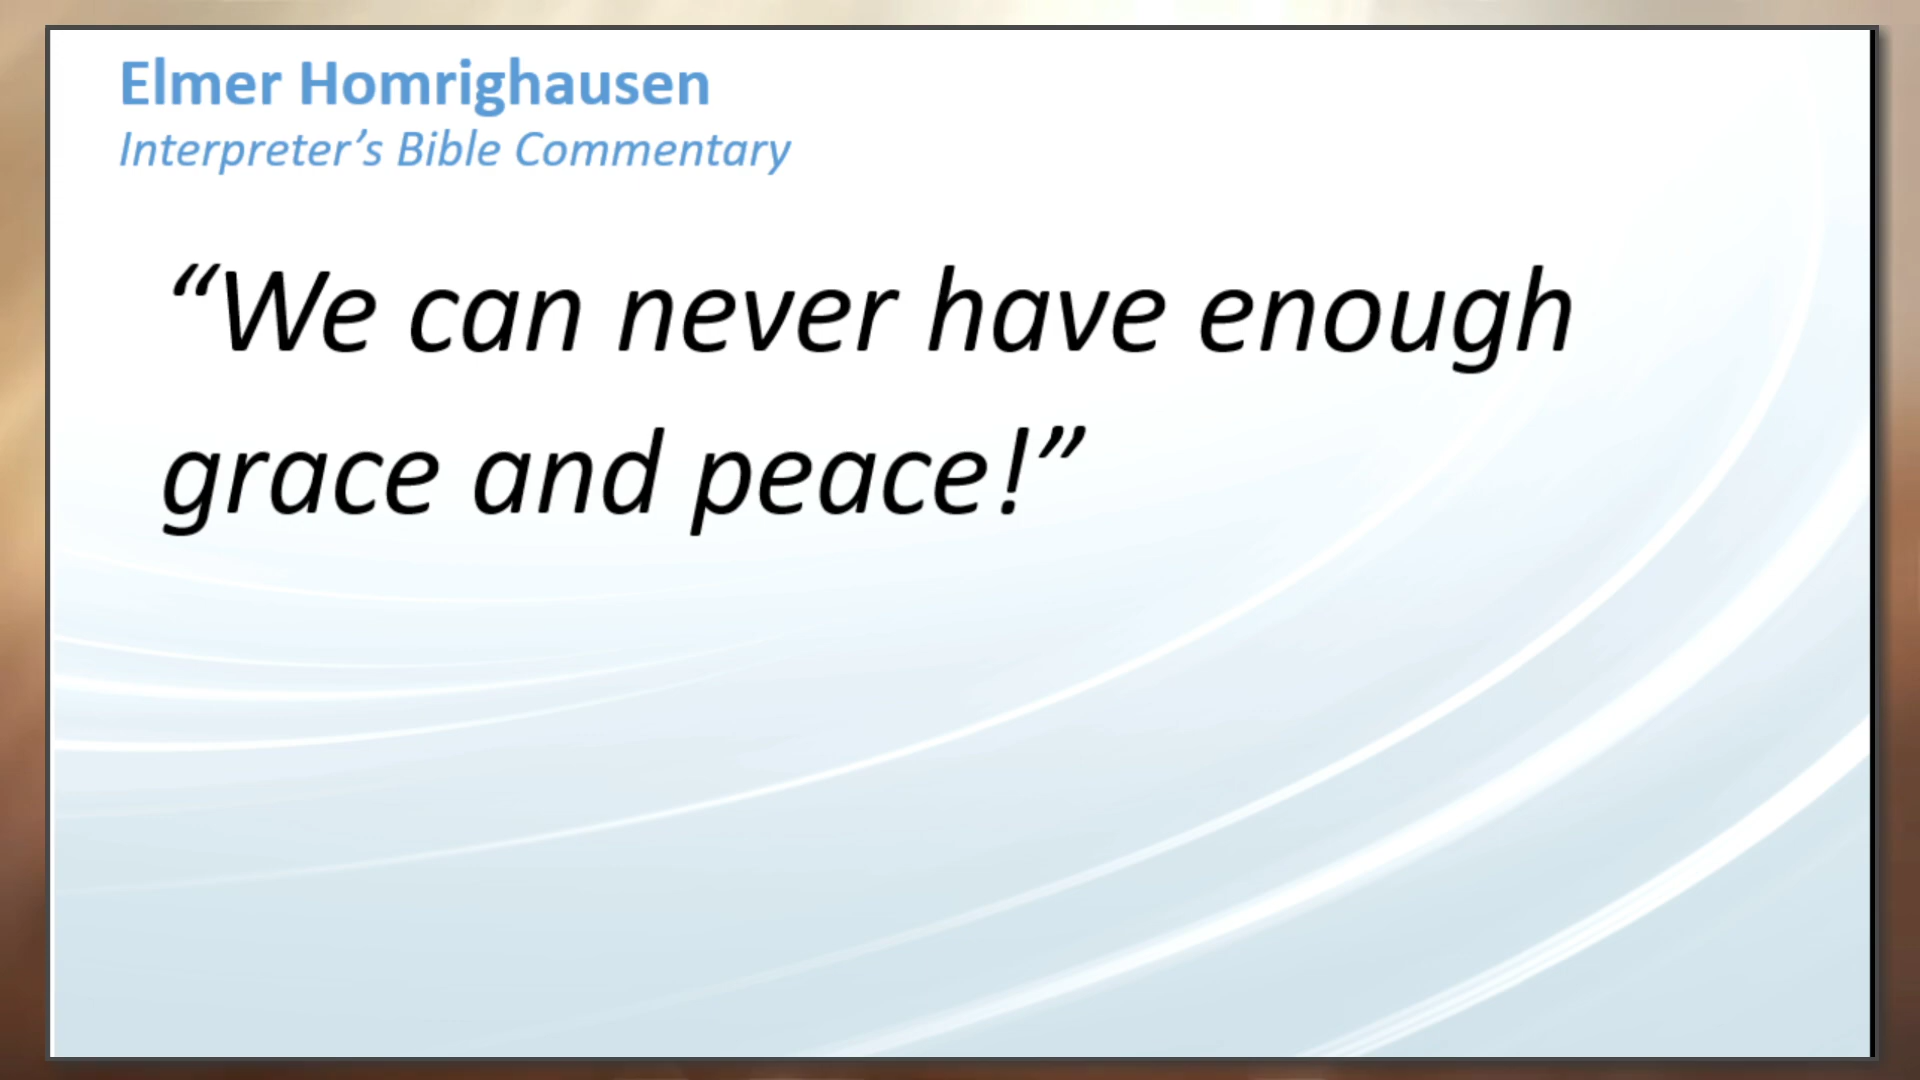 Elmer Homrighausen
Interpreter’s Bible Commentary
“We can never have enough
grace and peace!”